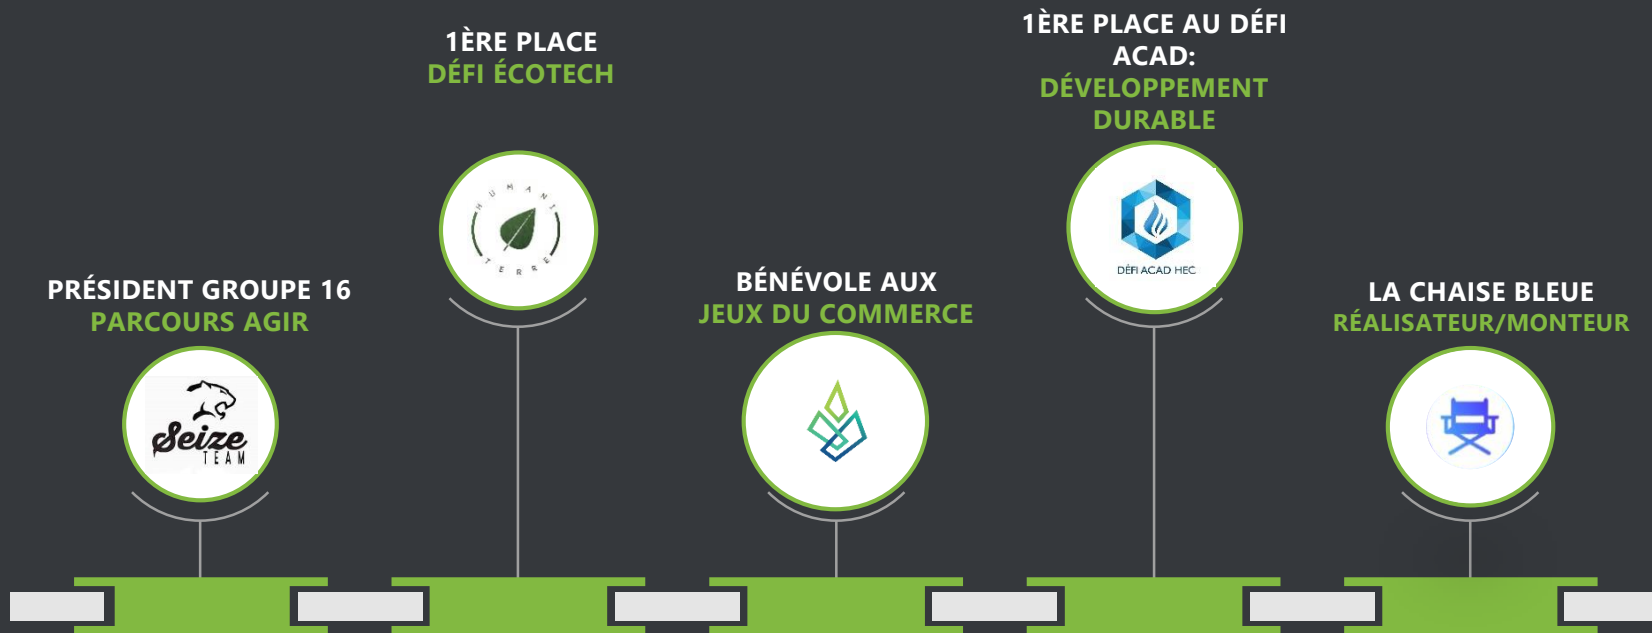 PRÉSIDENT GROUPE 16
PARCOURS AGIR
Seize
TEAM
1ÈRE PLACE
DÉFI ÉCOTECH
HUMANI
TERRE
BÉNÉVOLE AUX
JEUX DU COMMERCE
1ÈRE PLACE AU DÉFI
ACAD:
DÉVELOPPEMENT
DURABLE
DÉFI ACAD HEC
LA CHAISE BLEUE
RÉALISATEUR/MONTEUR